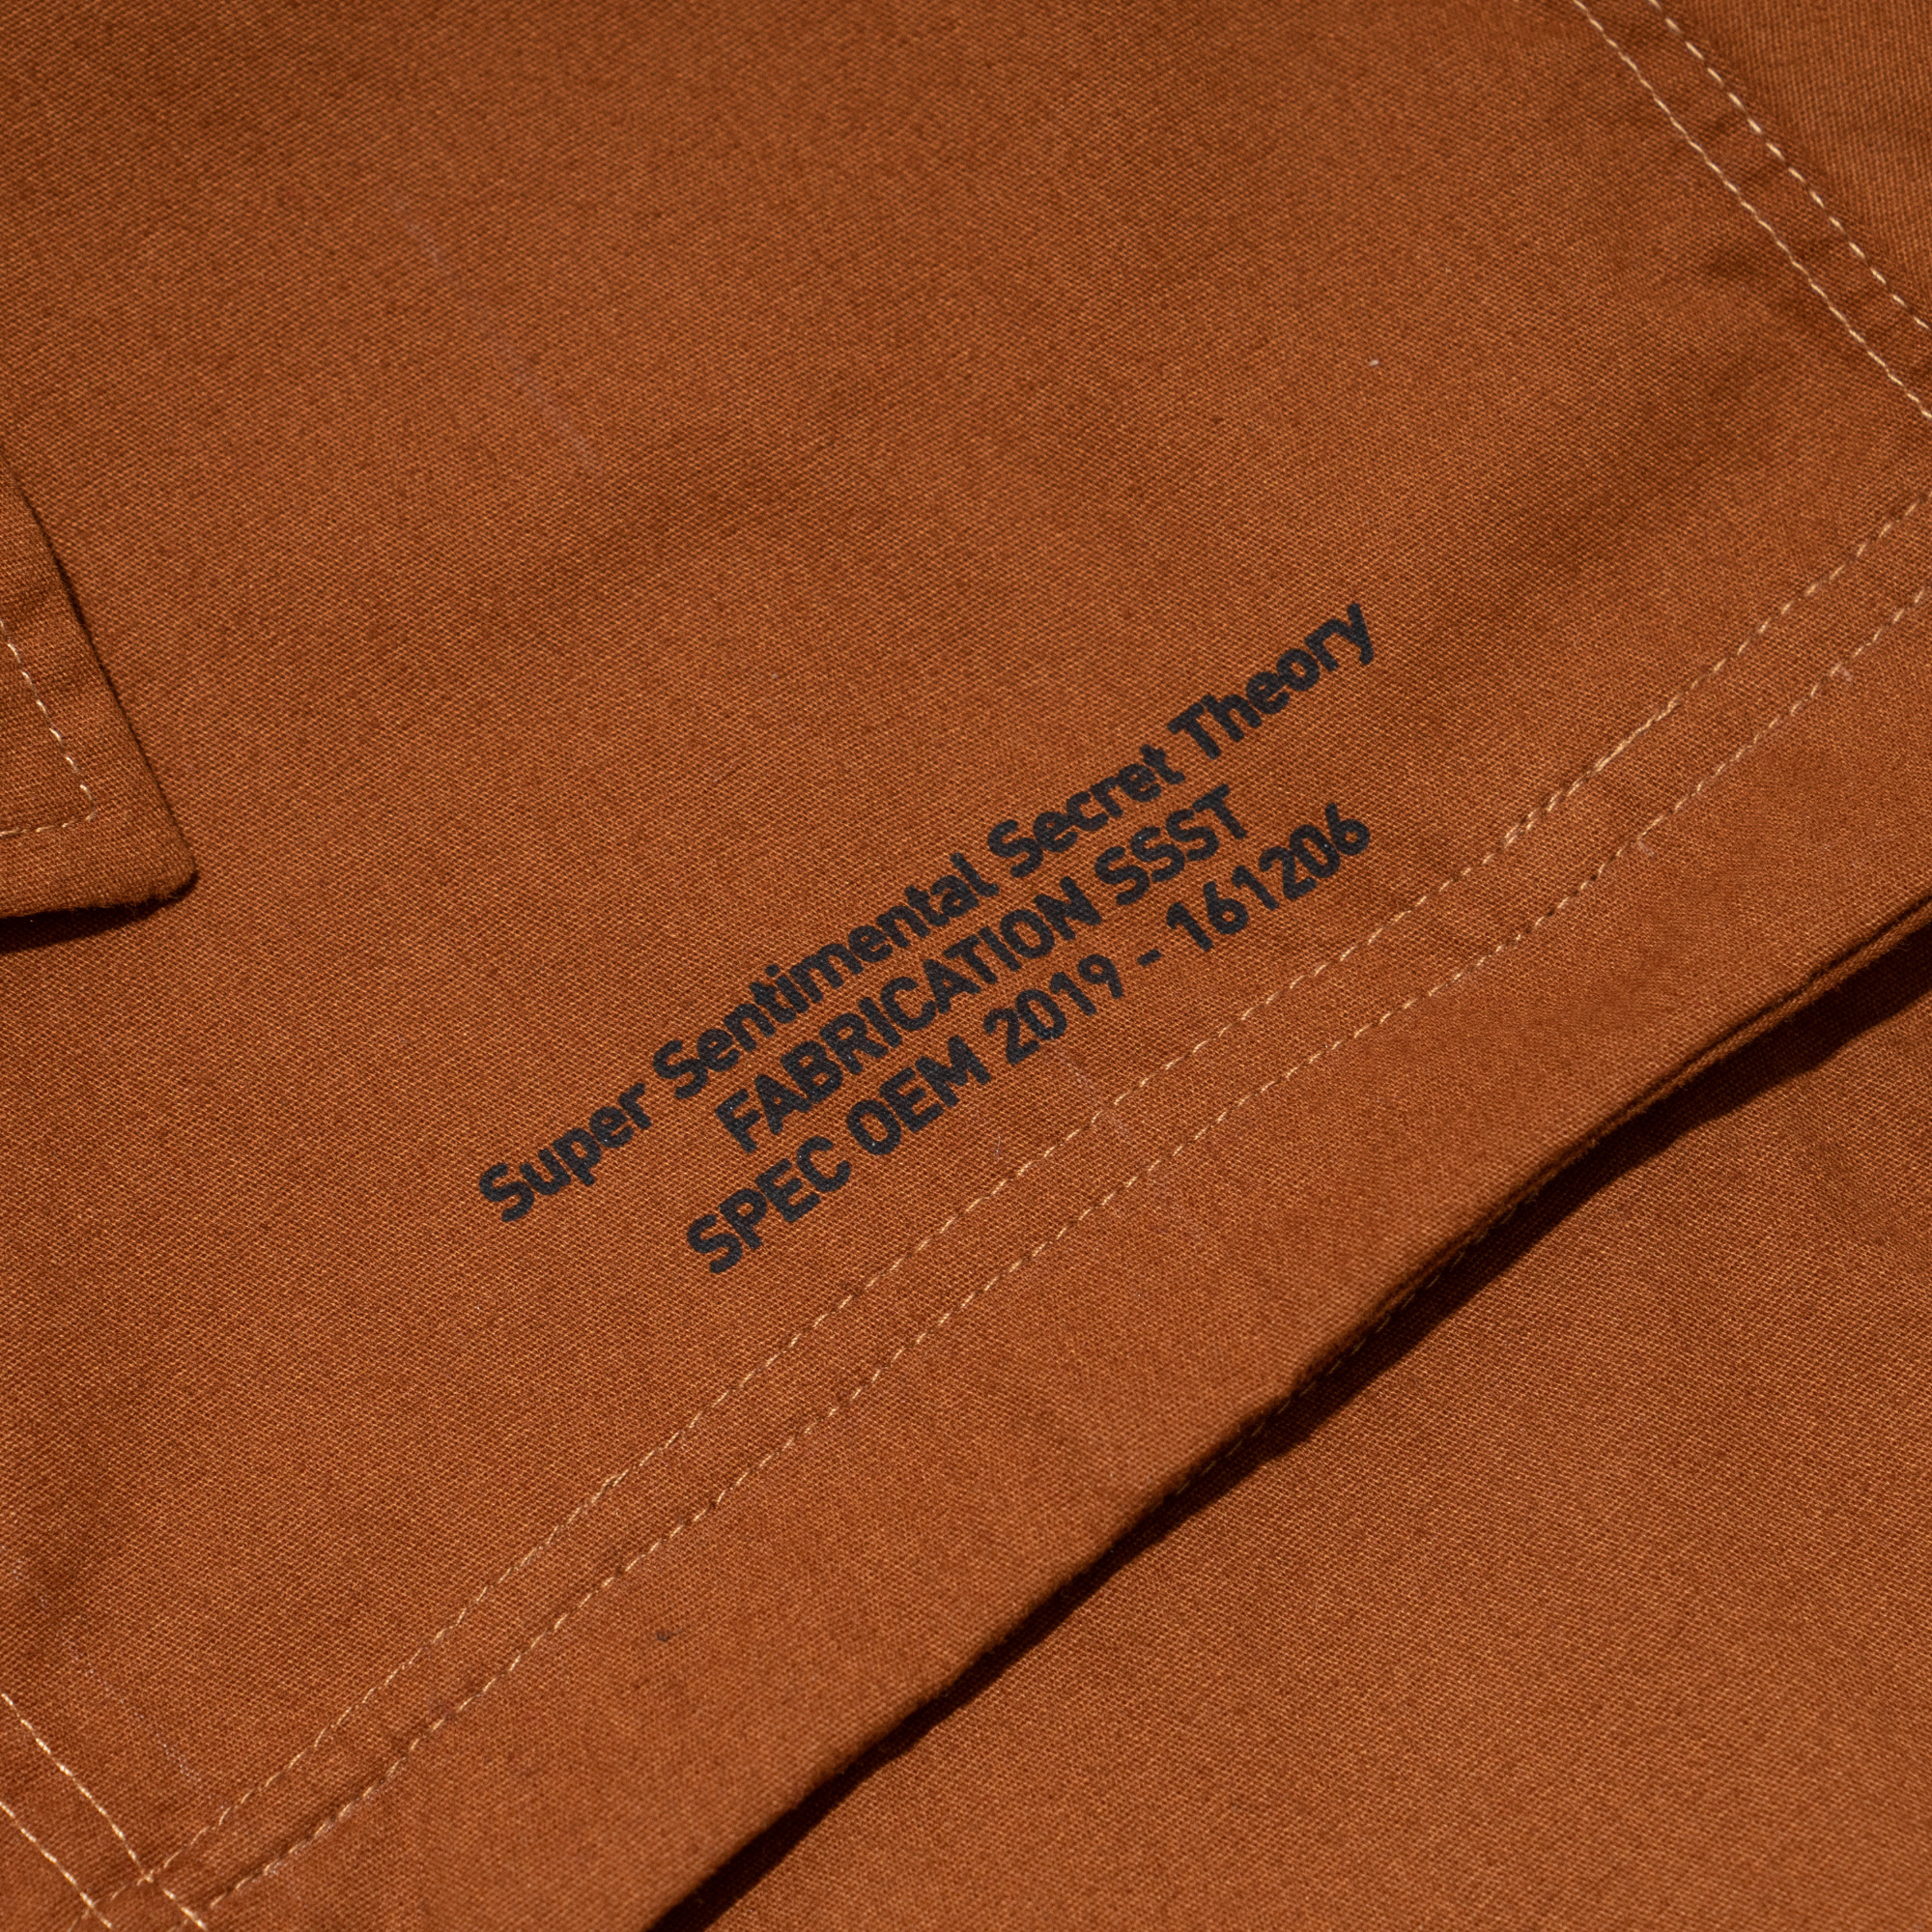 Super Sentimental Secret Theory
FABRICATION SSST
SPEC OEM 2019 - 161206